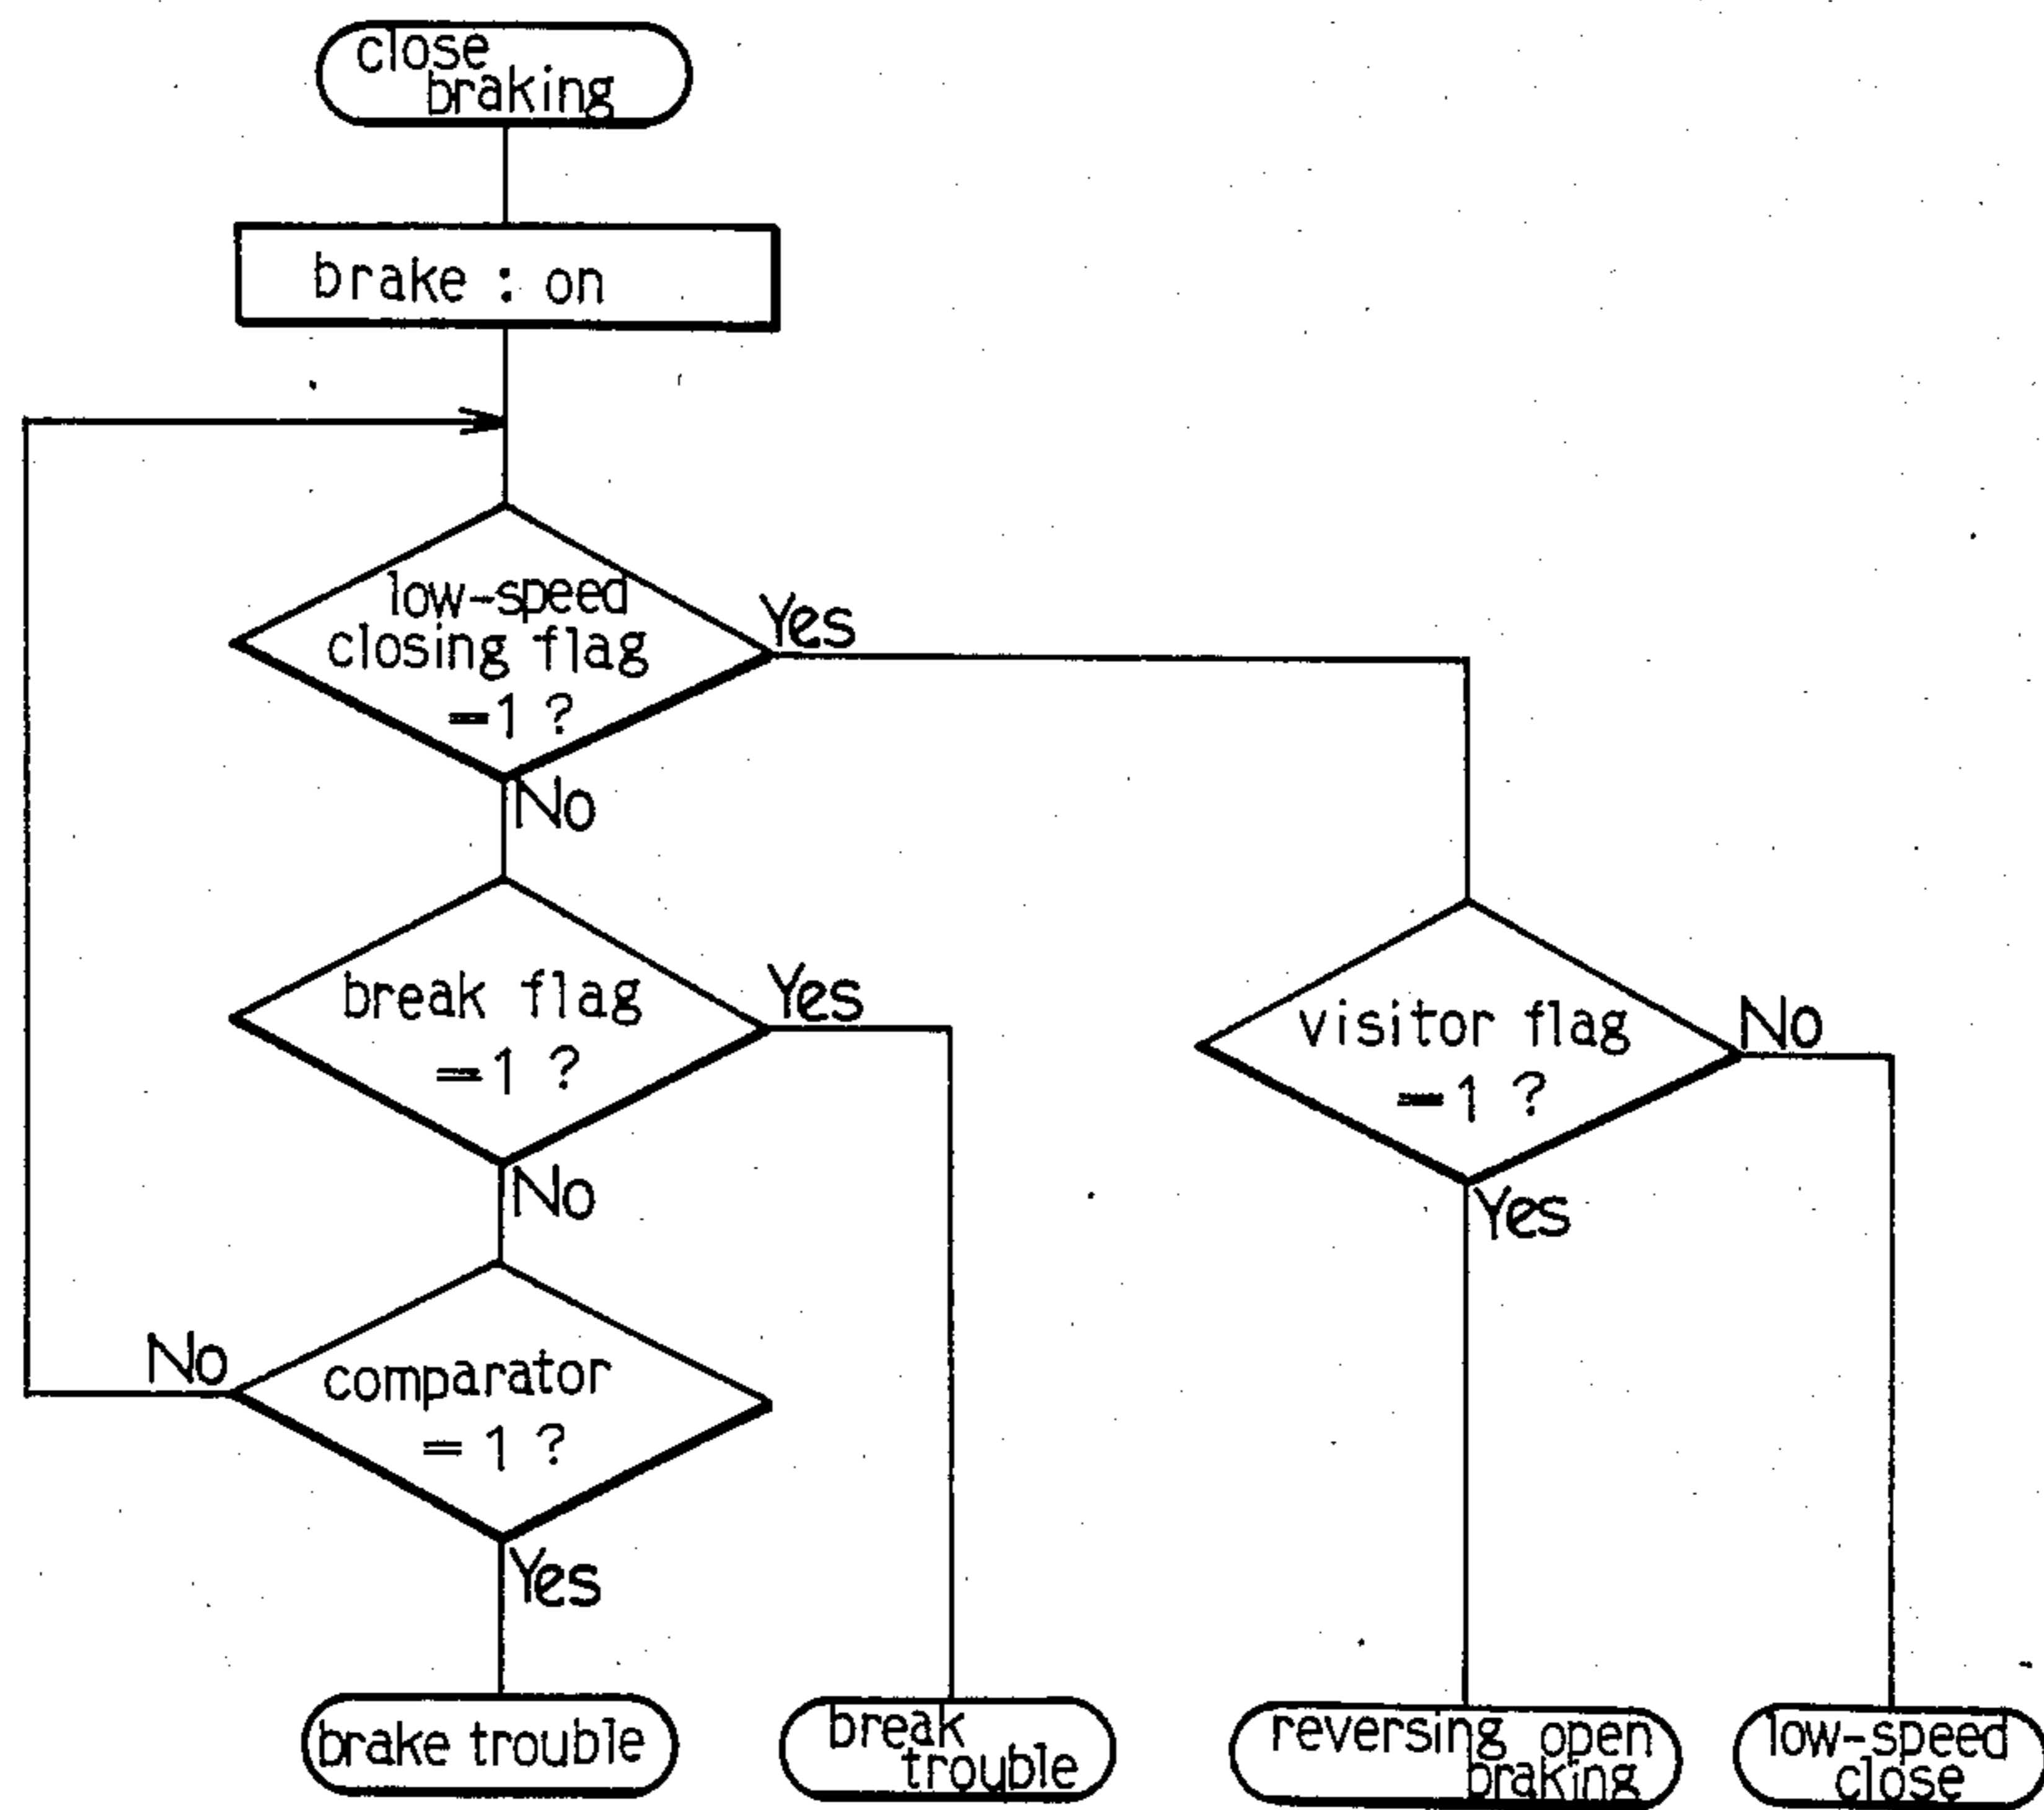 close
braking
brake : on
low-speed
closing flag
=1 ?
Yes
No
break flag
=1 ?
Yes
No
visitor flag
=1 ?
No
Yes
comparator
=1 ?
No
Yes
brake trouble
break
trouble
reversing open
braking
low-speed
close